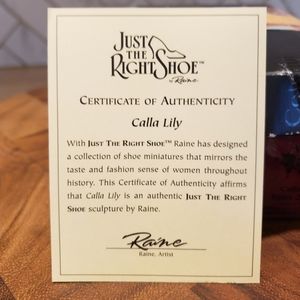 JUST
THE
RIGHT SHOE™
by Raine
CERTIFICATE OF AUTHENTICITY
Calla Lily
With JUST THE RIGHT SHOE™ Raine has designed
a collection of shoe miniatures that mirrors the
taste and fashion sense of women throughout
history. This Certificate of Authenticity affirms
that Calla Lily is an authentic JUST THE RIGHT
SHOE sculpture by Raine.
Raine
Raine, Artist